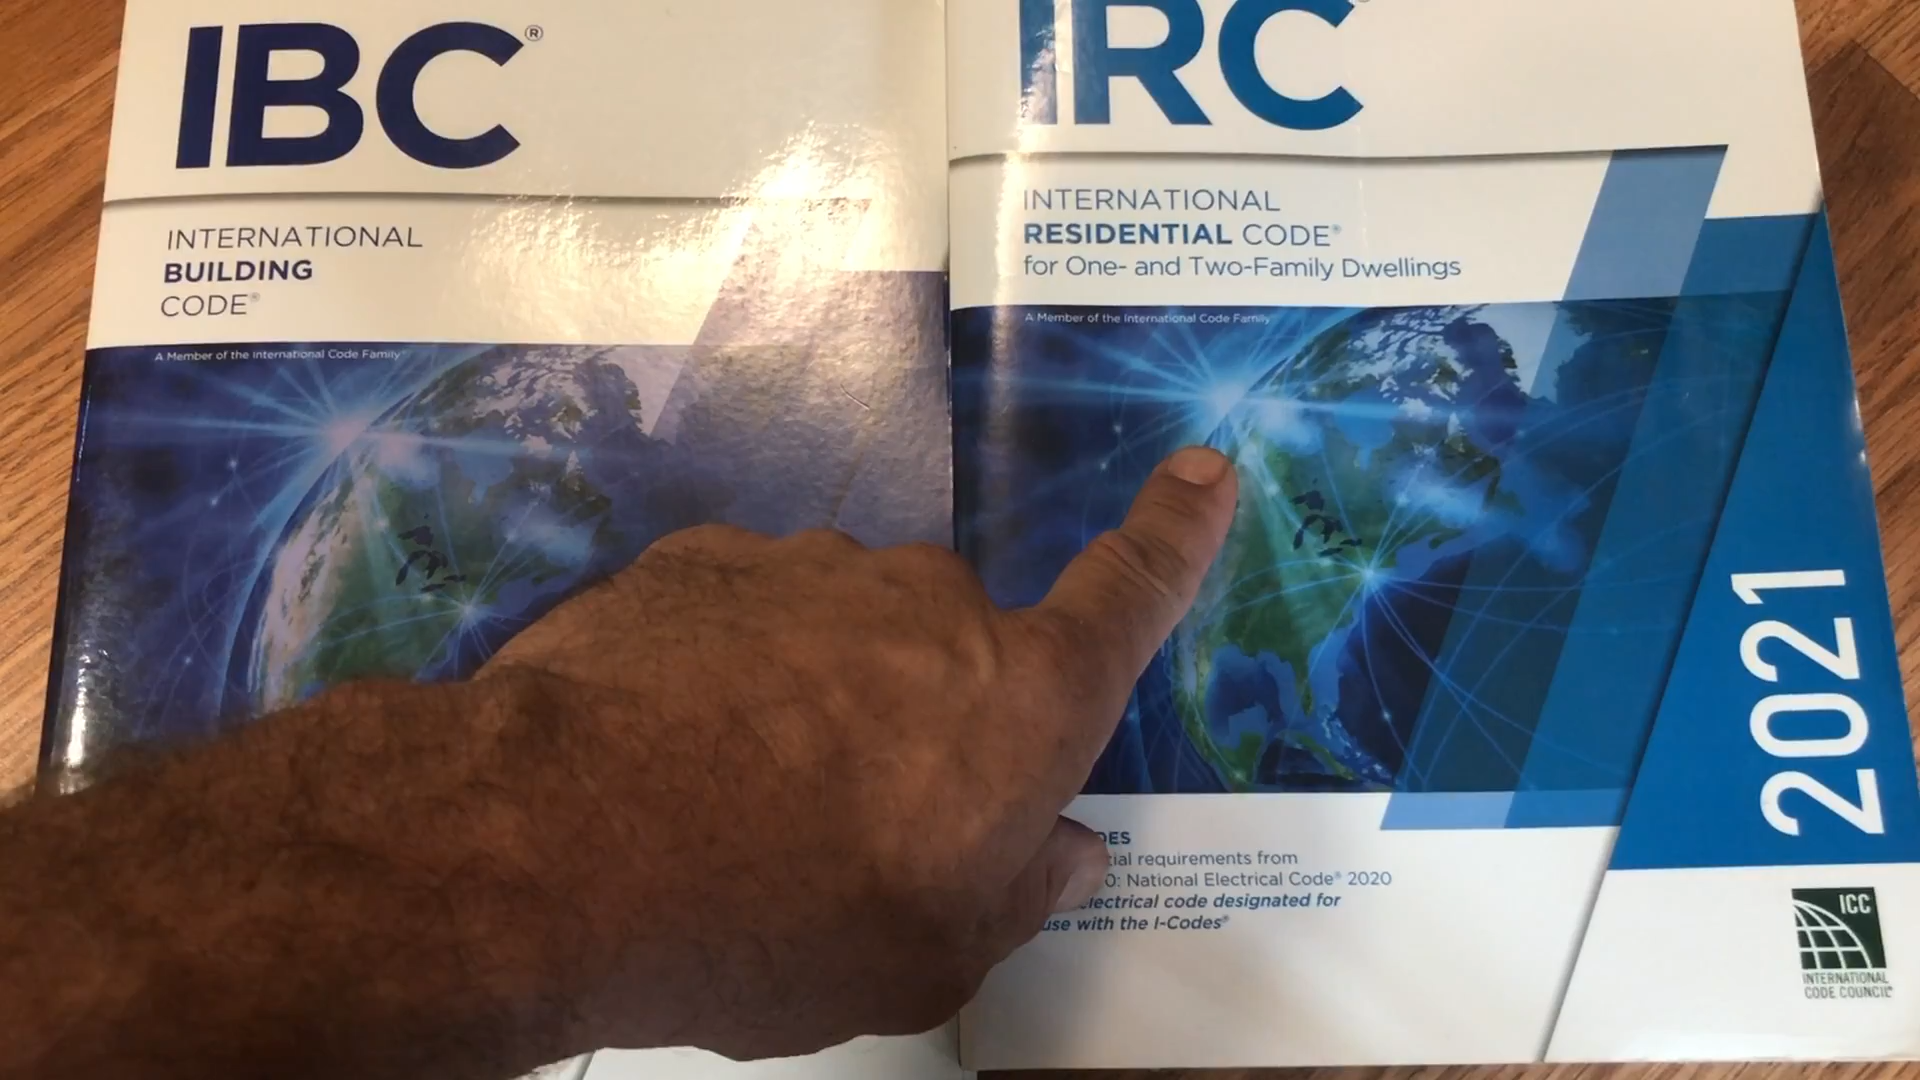 IBC®
INTERNATIONAL
BUILDING
CODE®
A Member of the International Code Family®
IRC®
INTERNATIONAL
RESIDENTIAL CODE®
for One- and Two-Family Dwellings
A Member of the International Code Family
2021
requirements from
National Electrical Code® 2020
electrical code designated for
use with the I-Codes®
ICC
INTERNATIONAL
CODE COUNCIL®